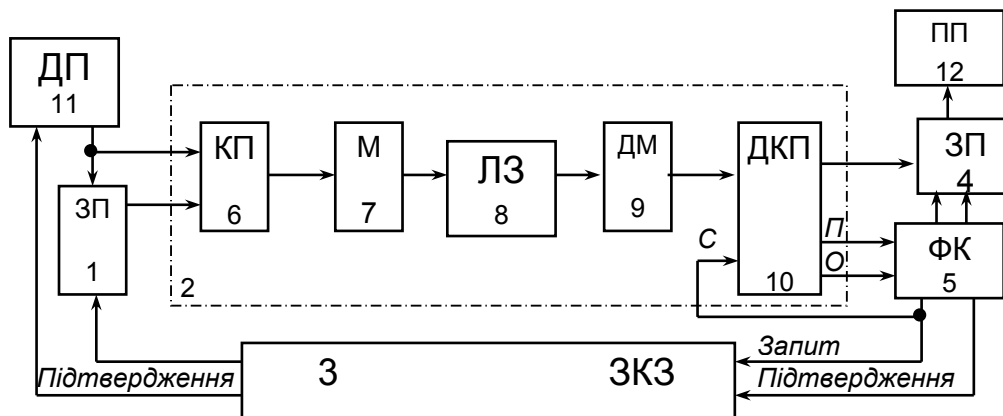 ДП
11
ЗП
1
КП
6
М
7
ЛЗ
8
ДМ
9
ДКП
10
2
С
П
О
ПП
12
ЗП
4
ФК
5
Запит
Підтвердження
Підтвердження
3 ЗКЗ